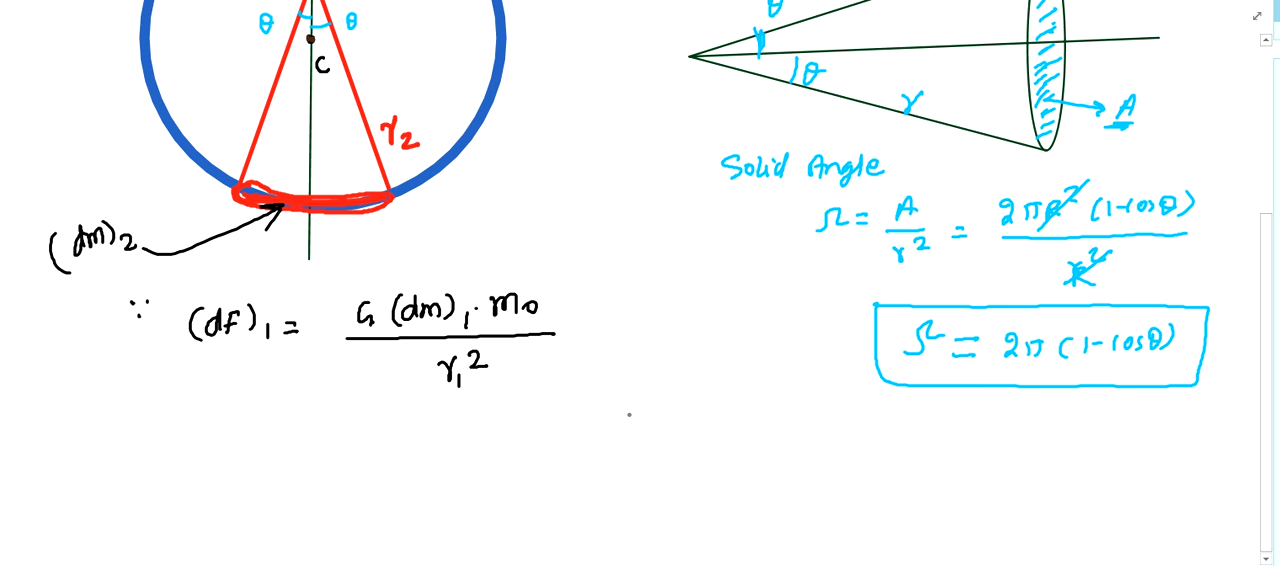 θ θ
C
r₂
(dm)₂
∵ (df)₁ = G (dm)₁ · m₀ / r₁²
θ
θ
r
A
Solid Angle
Ω = A / r² = 2πr² (1-cosθ) / r²
Ω = 2π (1-cosθ)